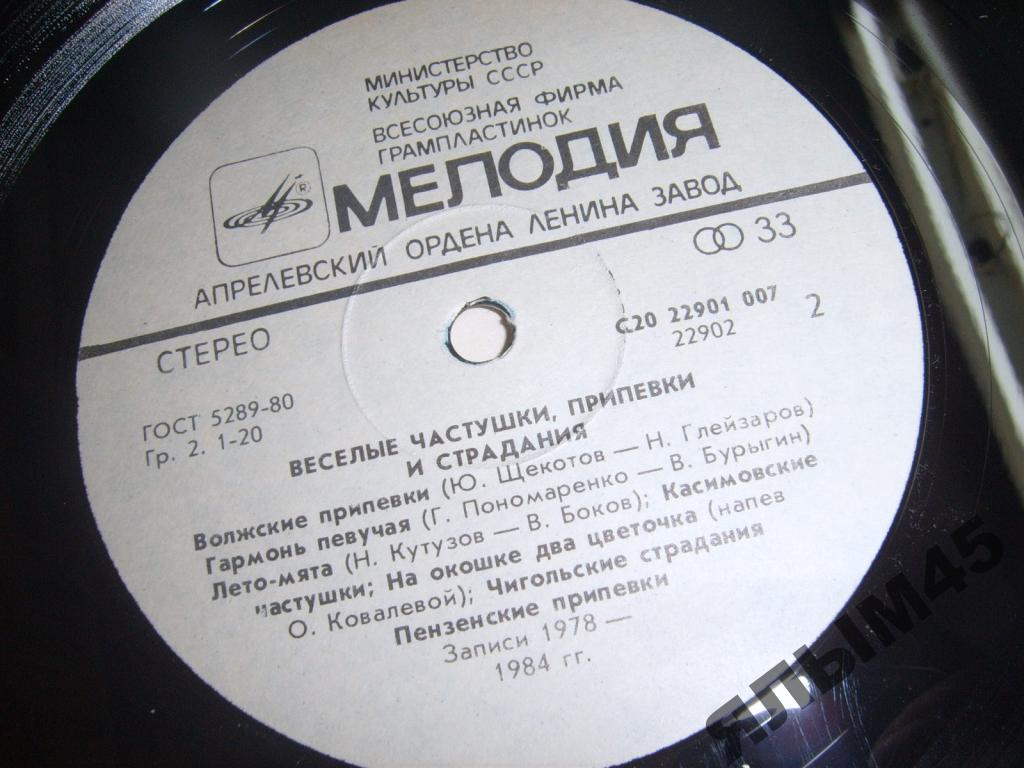 МИНИСТЕРСТВО
КУЛЬТУРЫ СССР
ВСЕСОЮЗНАЯ ФИРМА
ГРАМПЛАСТИНОК
МЕЛОДИЯ
®
АПРЕЛЕВСКИЙ ОРДЕНА ЛЕНИНА ЗАВОД
33
СТЕРЕО
С20 22901 007
22902
2
ГОСТ 5289-80
Гр. 2. 1-20
ВЕСЕЛЫЕ ЧАСТУШКИ, ПРИПЕВКИ
И СТРАДАНИЯ
Волжские припевки (Ю. Щекотов — Н. Глейзаров)
Гармонь певучая (Г. Пономаренко — В. Бурыгин)
Лето-мята (Н. Кутузов — В. Боков); Касимовские
частушки; На окошке два цветочка (напев
О. Ковалевой); Чигольские страдания
Пензенские припевки
Записи 1978 —
1984 гг.
ЯЛЫМ45